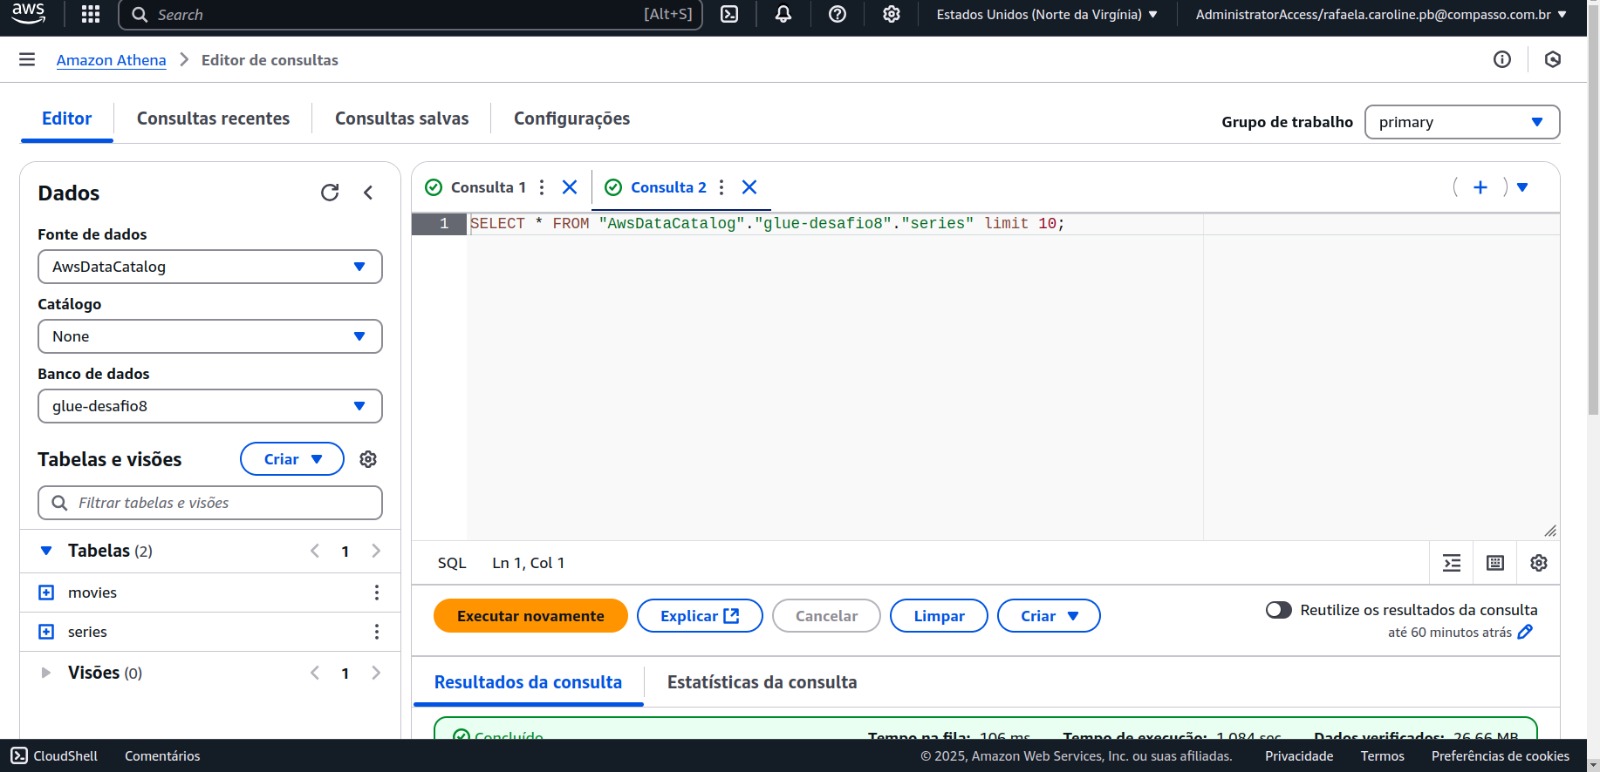 aws
Search [Alt+S]
Estados Unidos (Norte da Virgínia)
AdministratorAccess/rafaela.caroline.pb@compasso.com.br
Amazon Athena
Editor de consultas
Editor
Consultas recentes
Consultas salvas
Configurações
Grupo de trabalho
primary
Dados
Fonte de dados
AwsDataCatalog
Catálogo
None
Banco de dados
glue-desafio8
Tabelas e visões
Criar
Filtrar tabelas e visões
Tabelas (2)
1
movies
series
Visões (0)
1
Consulta 1
Consulta 2
1 SELECT * FROM "AwsDataCatalog"."glue-desafio8"."series" limit 10;
SQL Ln 1, Col 1
Executar novamente
Explicar
Cancelar
Limpar
Criar
Reutilize os resultados da consulta
até 60 minutos atrás
Resultados da consulta
Estatísticas da consulta
Concluído
Tempo na fila: 106 ms
Tempo de execução: 1.084 sec
Dados verificados: 26.66 MB
CloudShell
Comentários
© 2025, Amazon Web Services, Inc. ou suas afiliadas.
Privacidade
Termos
Preferências de cookies